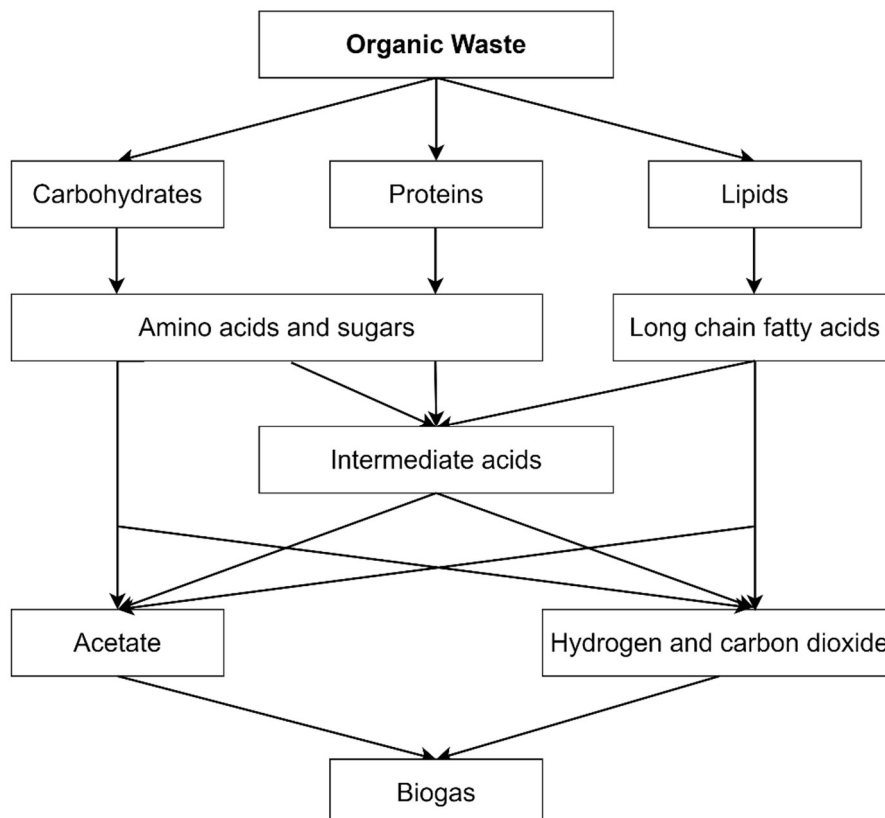 Organic Waste
Carbohydrates
Proteins
Lipids
Amino acids and sugars
Long chain fatty acids
Intermediate acids
Acetate
Hydrogen and carbon dioxide
Biogas